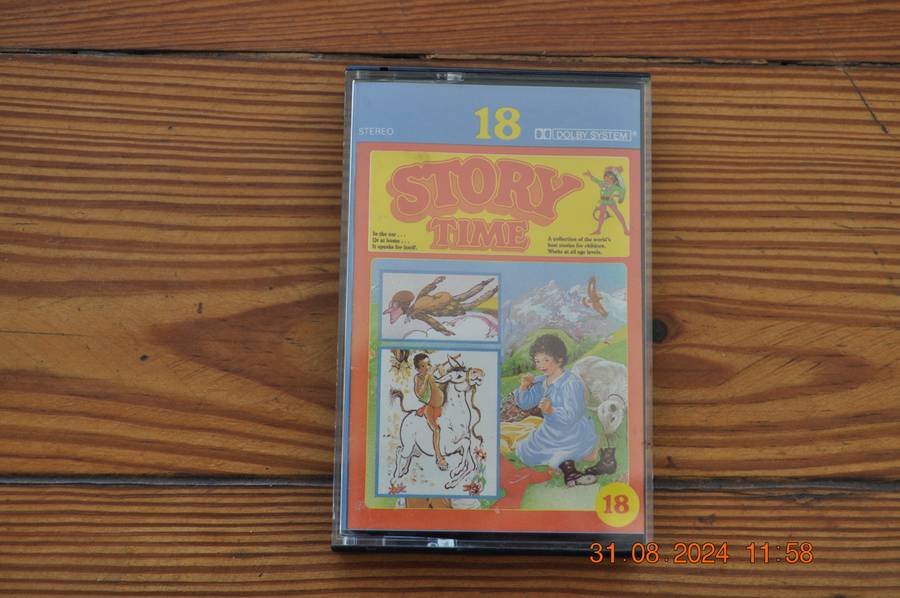 18
STEREO
DOLBY SYSTEM®
STORY
TIME
In the car . . .
Or at home . . .
It speaks for itself.
A collection of the world's
best stories for children.
Works at all age levels.
18
31.08.2024 11:58